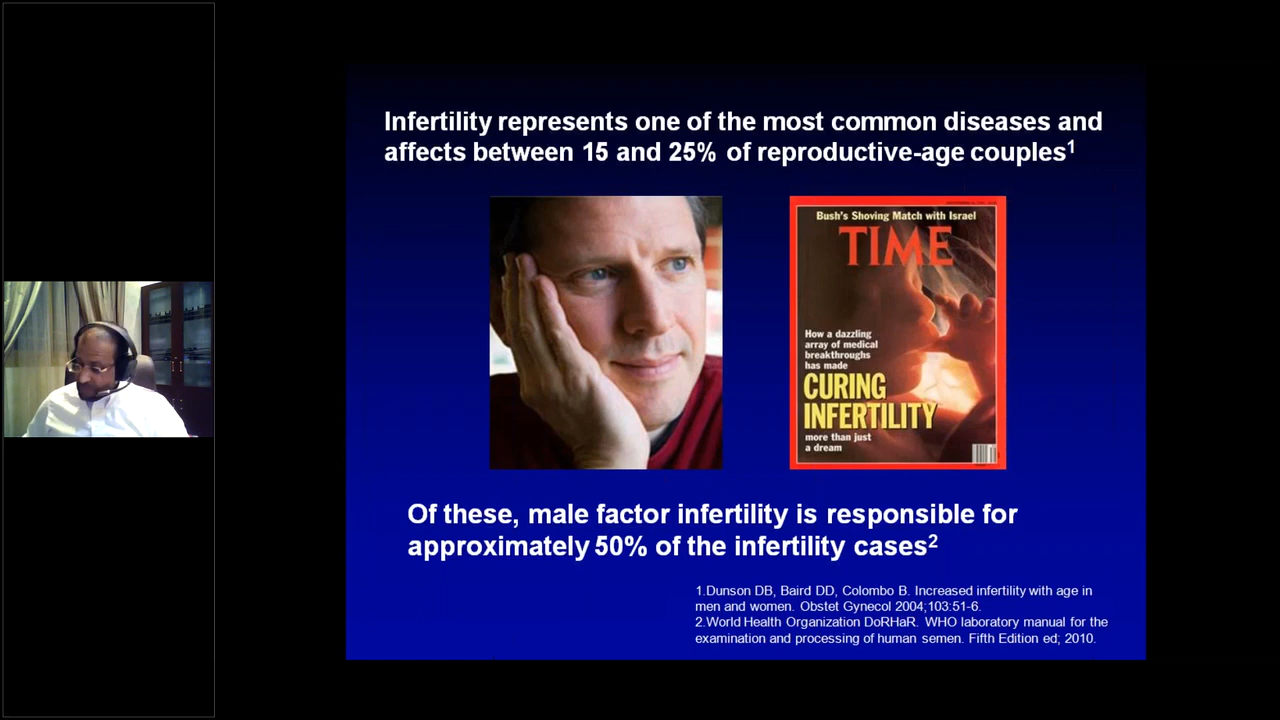 Infertility represents one of the most common diseases and
affects between 15 and 25% of reproductive-age couples1
Bush's Shoving Match with Israel
TIME
How a dazzling
array of medical
breakthroughs
has made
CURING
INFERTILITY
more than just
a dream
Of these, male factor infertility is responsible for
approximately 50% of the infertility cases2
1.Dunson DB, Baird DD, Colombo B. Increased infertility with age in
men and women. Obstet Gynecol 2004;103:51-6.
2.World Health Organization DoRHaR. WHO laboratory manual for the
examination and processing of human semen. Fifth Edition ed; 2010.